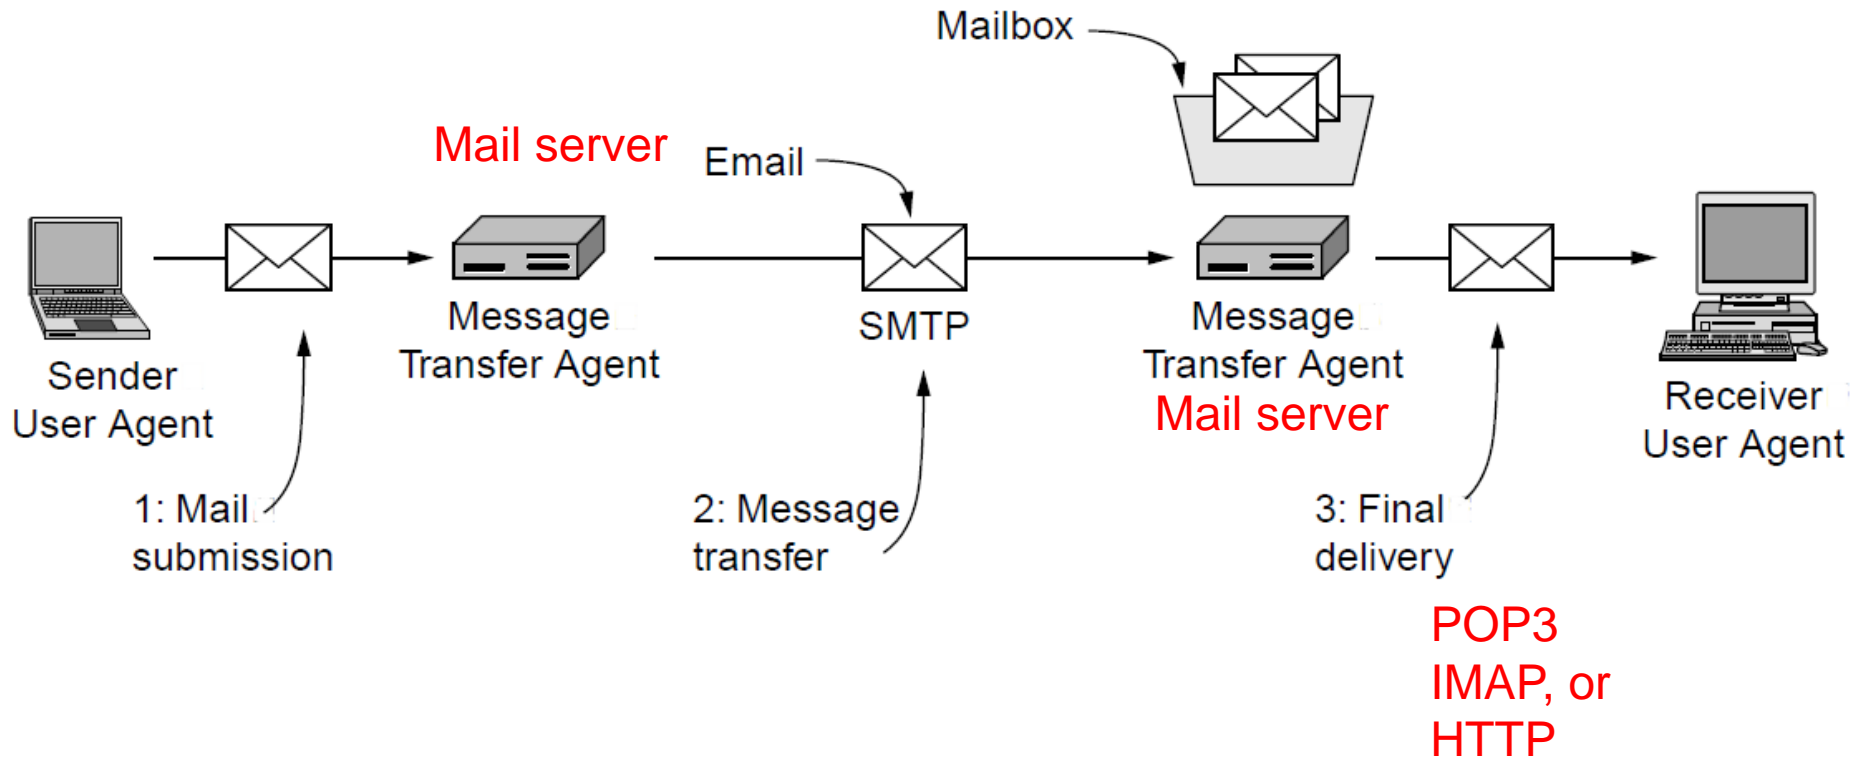 Mailbox
Mail server
Email
Message
Transfer Agent
SMTP
Message
Transfer Agent
Mail server
Sender
User Agent
Receiver
User Agent
1: Mail
submission
2: Message
transfer
3: Final
delivery
POP3
IMAP, or
HTTP